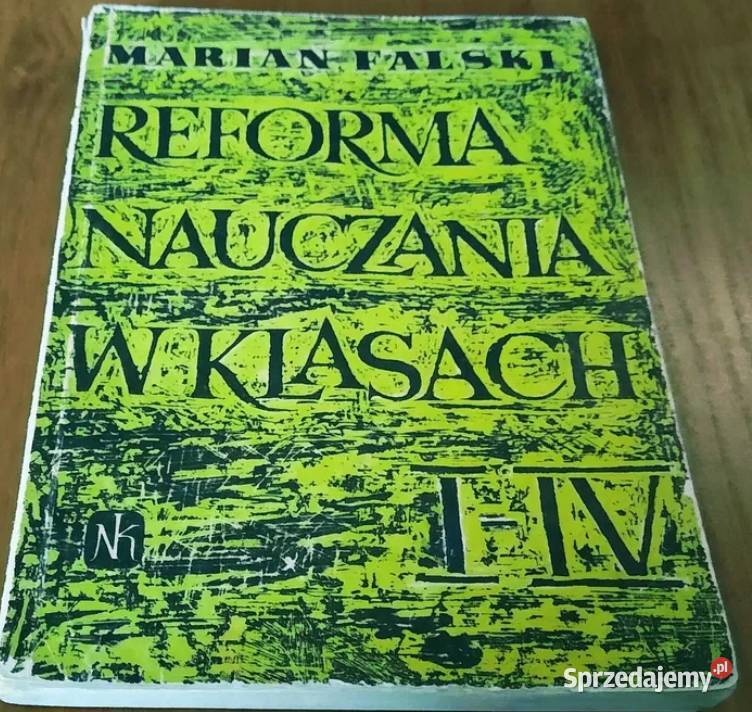 MARIAN FALSKI
REFORMA
NAUCZANIA
W KLASACH
I-IV
NK
Sprzedajemy.pl